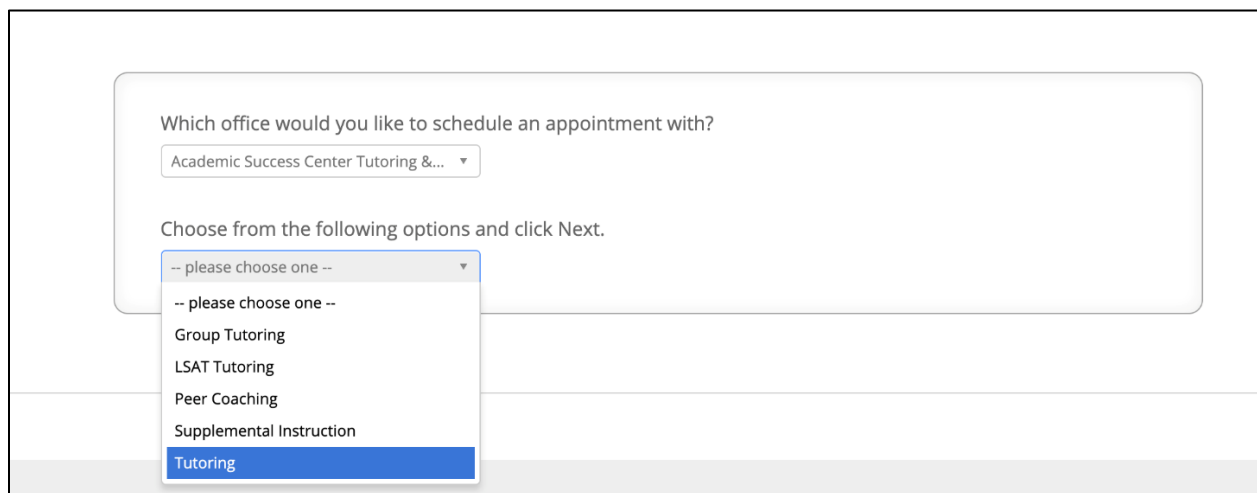 Which office would you like to schedule an appointment with?
Academic Success Center Tutoring &...
Choose from the following options and click Next.
-- please choose one --
-- please choose one --
Group Tutoring
LSAT Tutoring
Peer Coaching
Supplemental Instruction
Tutoring